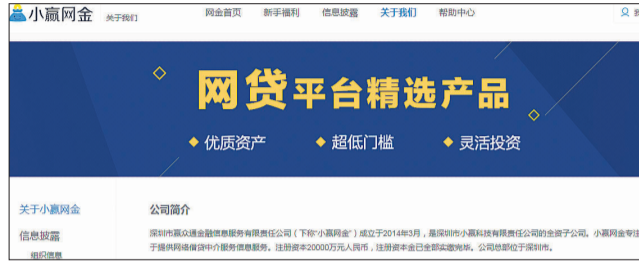 小赢网金 关于我们 网金首页 新手福利 信息披露 关于我们 帮助中心
网贷平台精选产品
优质资产 超低门槛 灵活投资
关于小赢网金
公司简介
信息披露
组织信息
深圳市赢众通金融信息服务有限责任公司（下称“小赢网金”）成立于2014年3月，是深圳市小赢科技有限责任公司的全资子公司。小赢网金专注
于提供网络借贷中介服务信息服务。注册资本20000万元人民币，注册资本金已全部实缴完毕。公司总部位于深圳市。